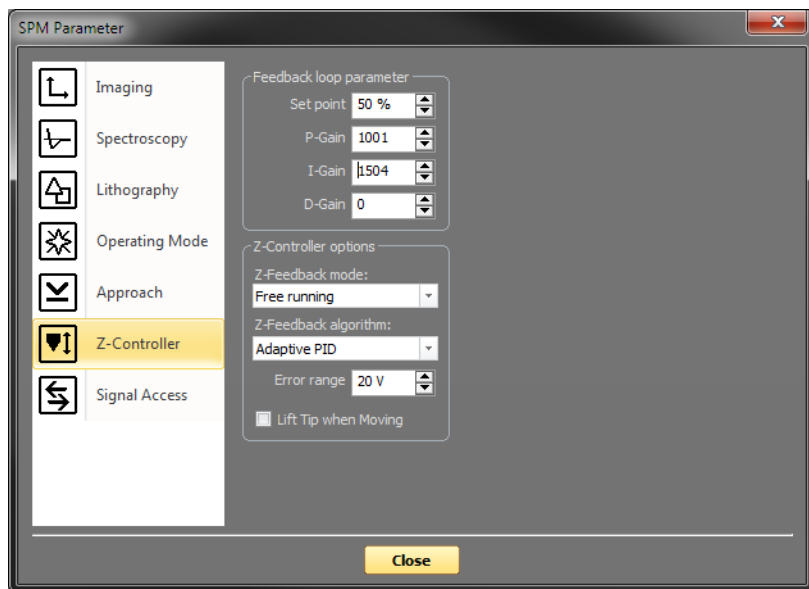 SPM Parameter
Imaging
Spectroscopy
Lithography
Operating Mode
Approach
Z-Controller
Signal Access
Feedback loop parameter
Set point 50 %
P-Gain 1001
I-Gain 1504
D-Gain 0
Z-Controller options
Z-Feedback mode:
Free running
Z-Feedback algorithm:
Adaptive PID
Error range 20 V
Lift Tip when Moving
Close